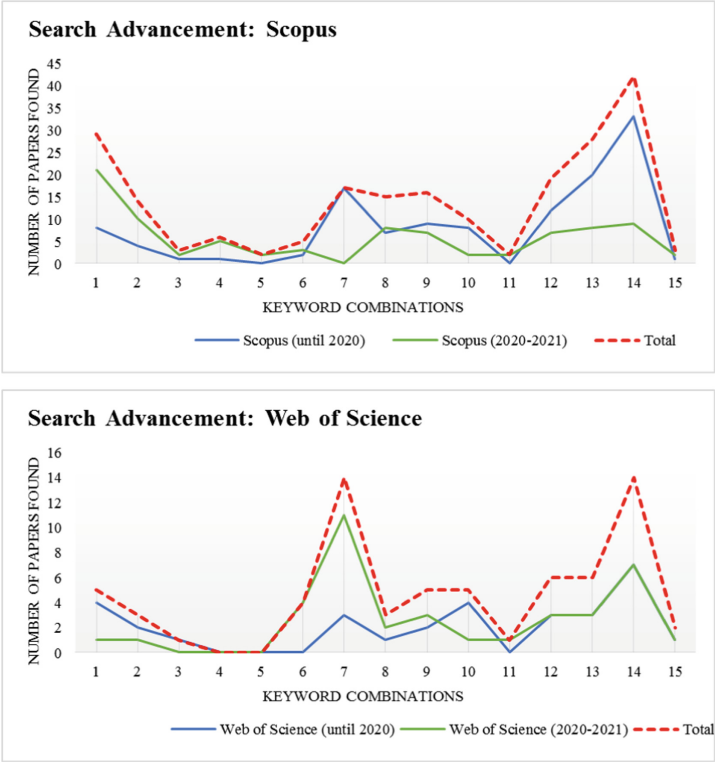 Search Advancement: Scopus
NUMBER OF PAPERS FOUND
45
40
35
30
25
20
15
10
5
0
1 2 3 4 5 6 7 8 9 10 11 12 13 14 15
KEYWORD COMBINATIONS
Scopus (until 2020) Scopus (2020-2021) Total
Search Advancement: Web of Science
NUMBER OF PAPERS FOUND
16
14
12
10
8
6
4
2
0
1 2 3 4 5 6 7 8 9 10 11 12 13 14 15
KEYWORD COMBINATIONS
Web of Science (until 2020) Web of Science (2020-2021) Total